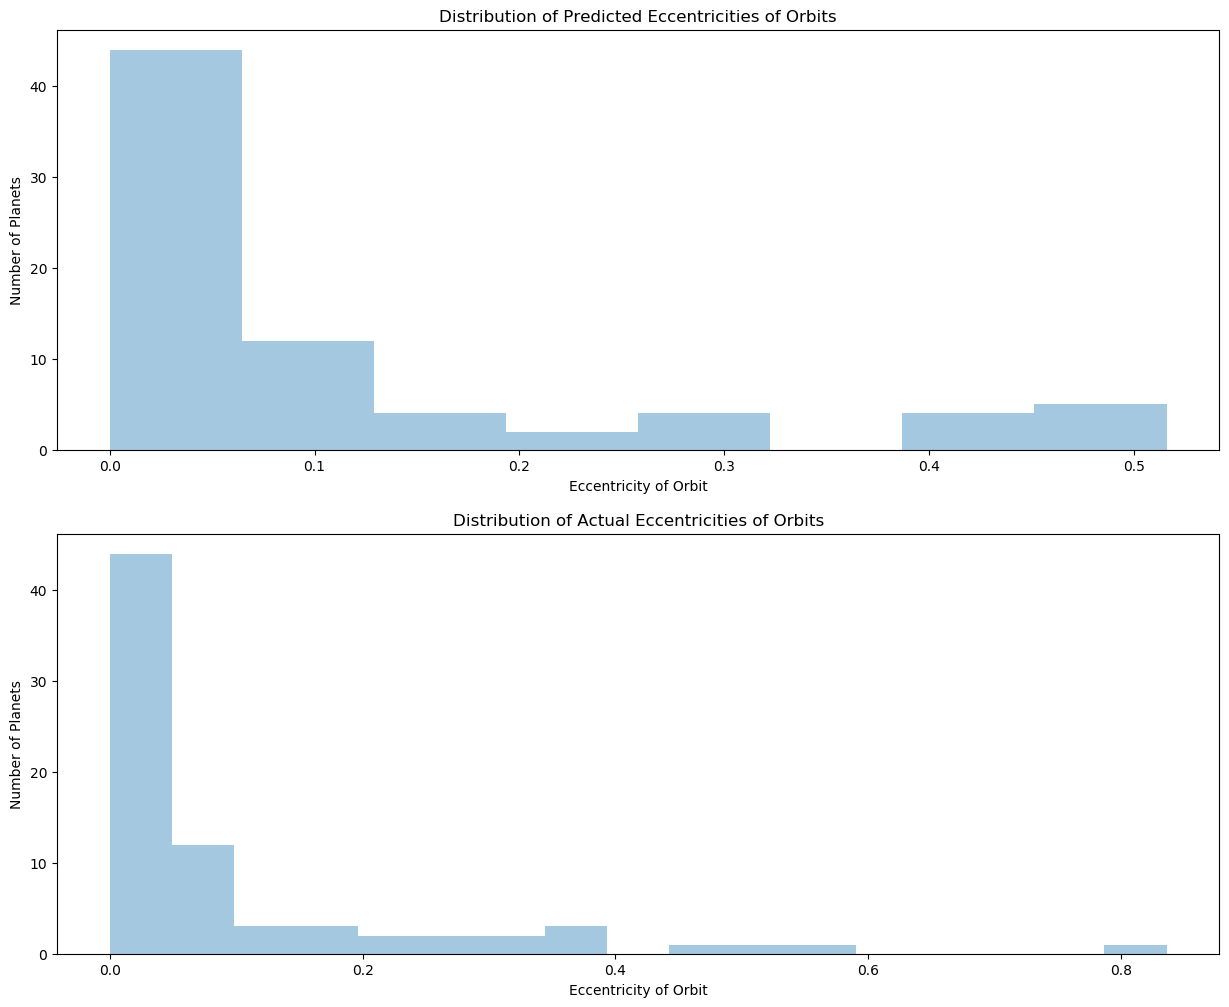 Distribution of Predicted Eccentricities of Orbits
Number of Planets
40
30
20
10
0
0.0 0.1 0.2 0.3 0.4 0.5
Eccentricity of Orbit
Distribution of Actual Eccentricities of Orbits
Number of Planets
40
30
20
10
0
0.0 0.2 0.4 0.6 0.8
Eccentricity of Orbit